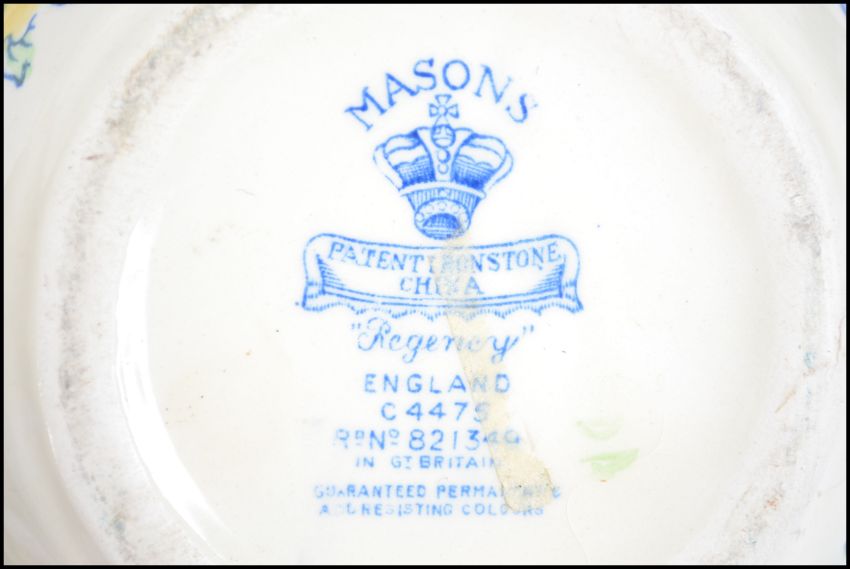 MASONS
PATENT IRONSTONE
CHINA
"Regency"
ENGLAND
C4475
Rᴰ Nº 821349
IN Gᵀ BRITAIN
GUARANTEED PERMANENT &
ACID RESISTING COLOURS